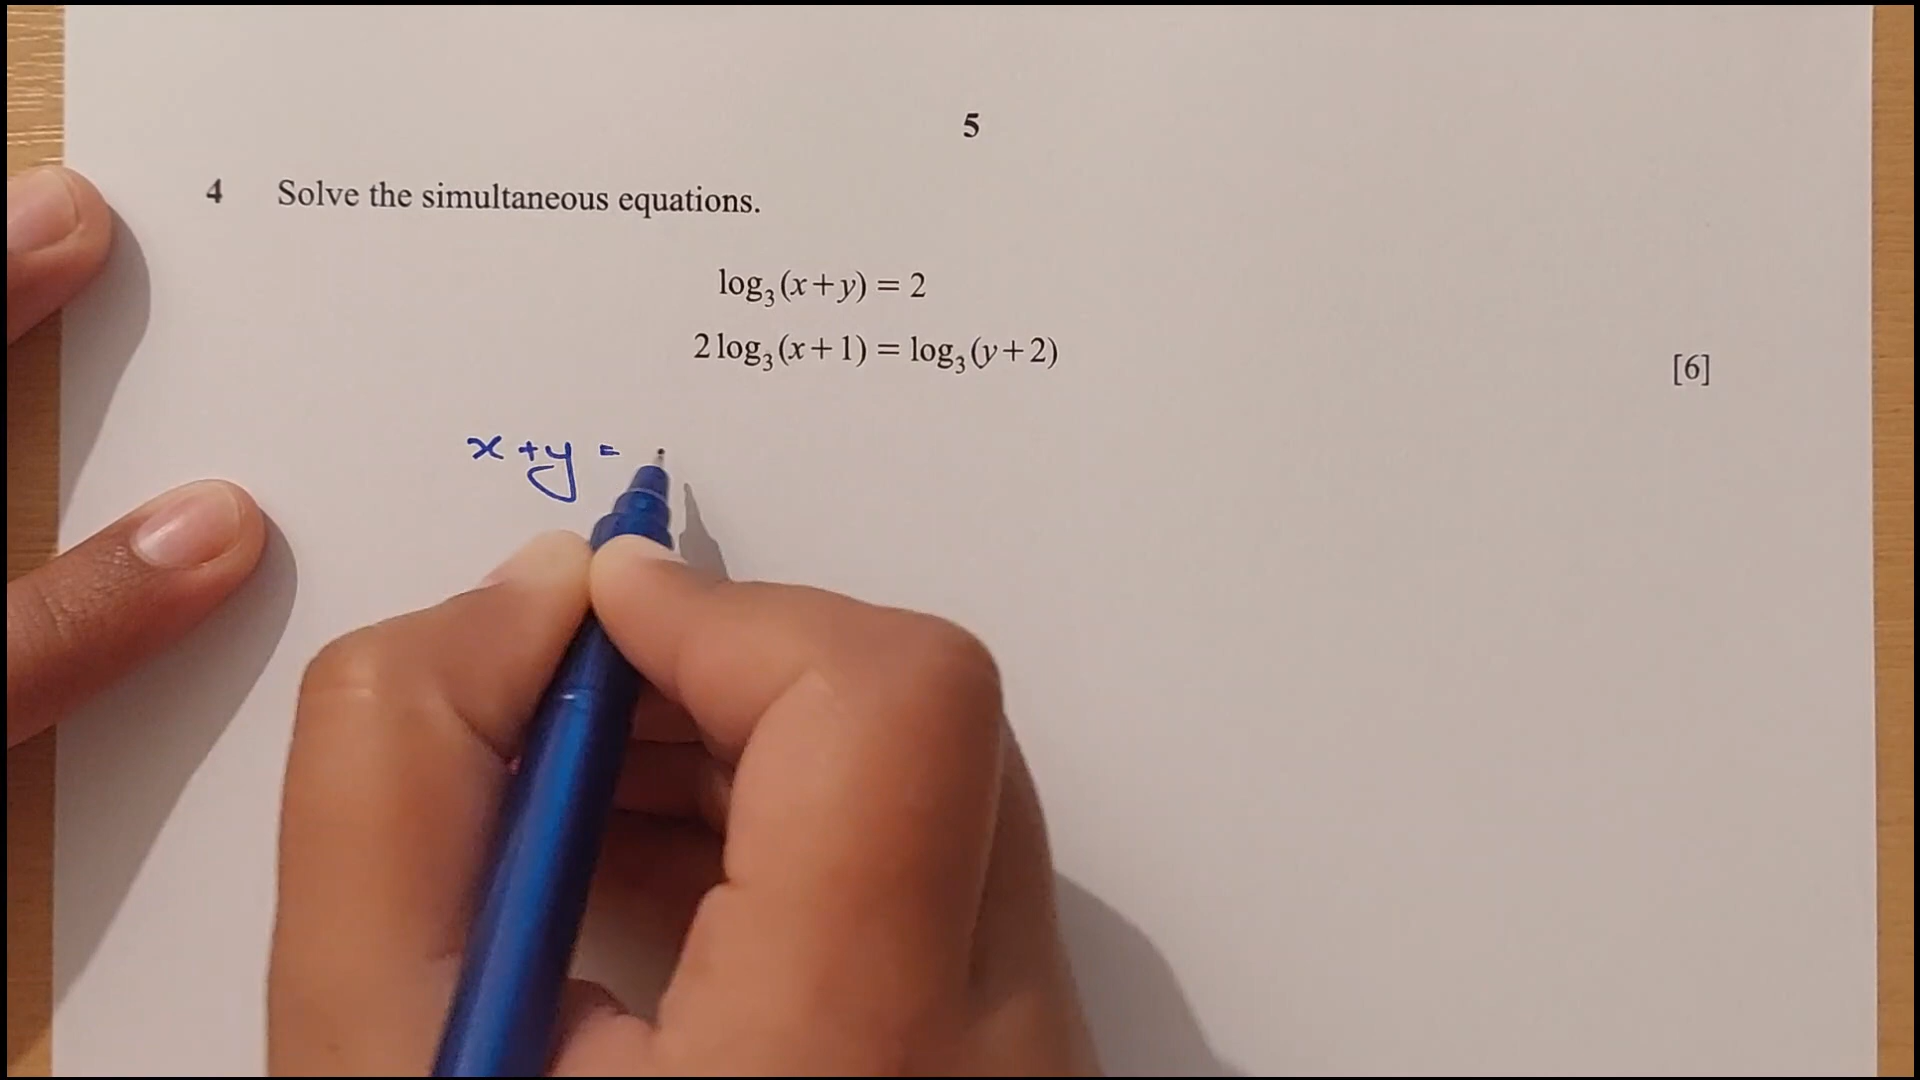 5
4 Solve the simultaneous equations.
log₃(x+y) = 2
2 log₃(x+1) = log₃(y+2)
[6]
x + y =